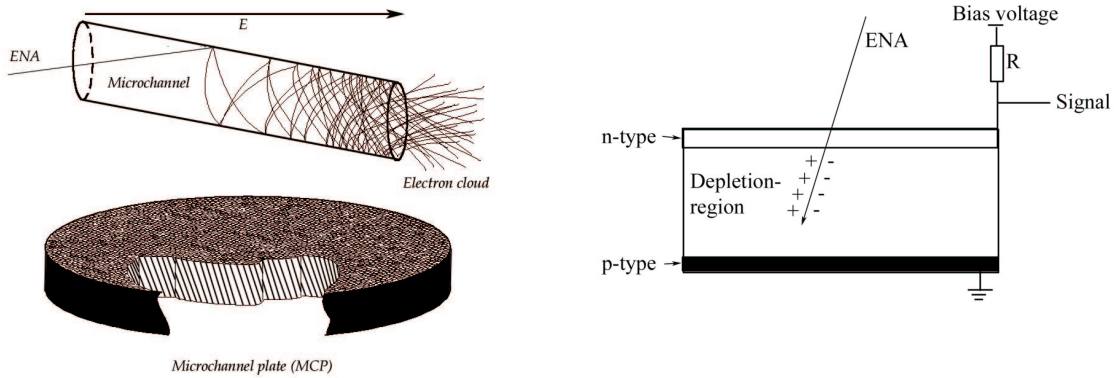 E
ENA
Microchannel
Electron cloud
Microchannel plate (MCP)
Bias voltage
ENA
R
Signal
n-type
+ -
+ -
Depletion-
+ -
region
+ -
p-type